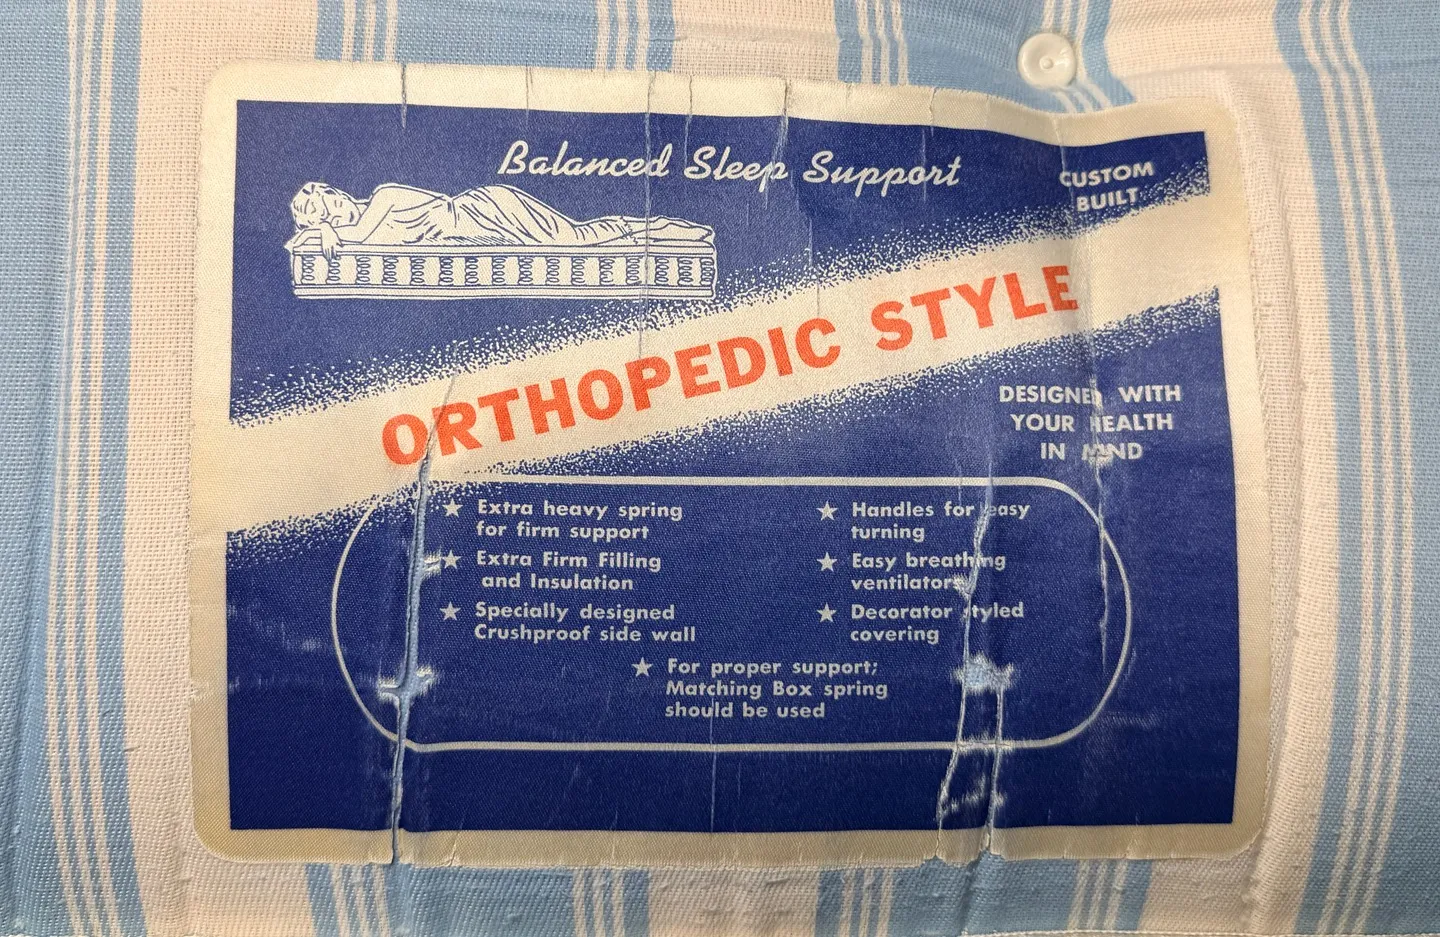 Balanced Sleep Support
CUSTOM
BUILT
ORTHOPEDIC STYLE
DESIGNED WITH
YOUR HEALTH
IN MIND
★ Extra heavy spring
for firm support
★ Extra Firm Filling
and Insulation
★ Specially designed
Crushproof side wall
★ Handles for easy
turning
★ Easy breathing
ventilators
★ Decorator styled
covering
★ For proper support;
Matching Box spring
should be used